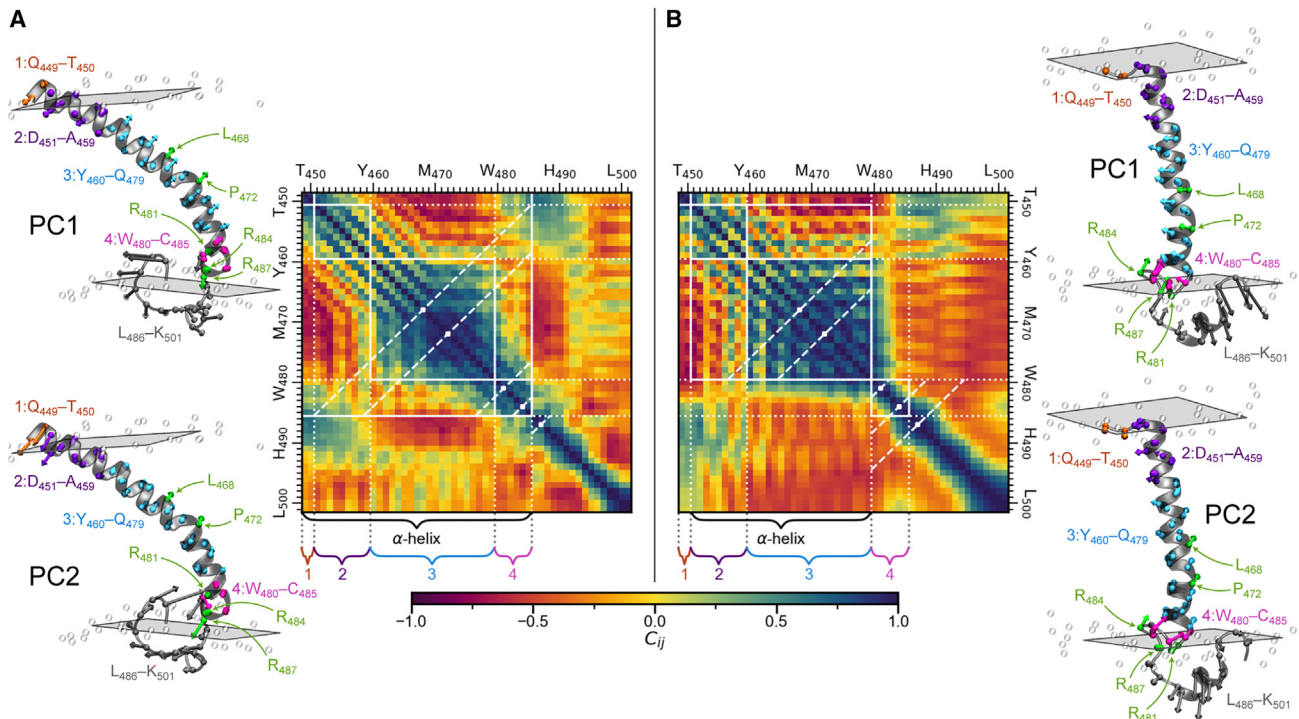 A
1:Q449–T450
2:D451–A459
L468
3:Y460–Q479
P472
PC1
R481
R484
4:W480–C485
R487
L486–K501
1:Q449–T450
2:D451–A459
L468
3:Y460–Q479
P472
PC2
R481
4:W480–C485
R484
R487
L486–K501
T450 Y460 M470 W480 H490 L500
T450
Y460
M470
W480
H490
L500
α-helix
1 2 3 4
B
T450 Y460 M470 W480 H490 L500
T450
Y460
M470
W480
H490
L500
α-helix
1 2 3 4
−1.0 −0.5 0.0 0.5 1.0
Cij
1:Q449–T450
2:D451–A459
PC1
3:Y460–Q479
L468
P472
R484
4:W480–C485
R487
R481
L486–K501
1:Q449–T450
2:D451–A459
PC2
3:Y460–Q479
L468
P472
R484
4:W480–C485
R487
R481
L486–K501